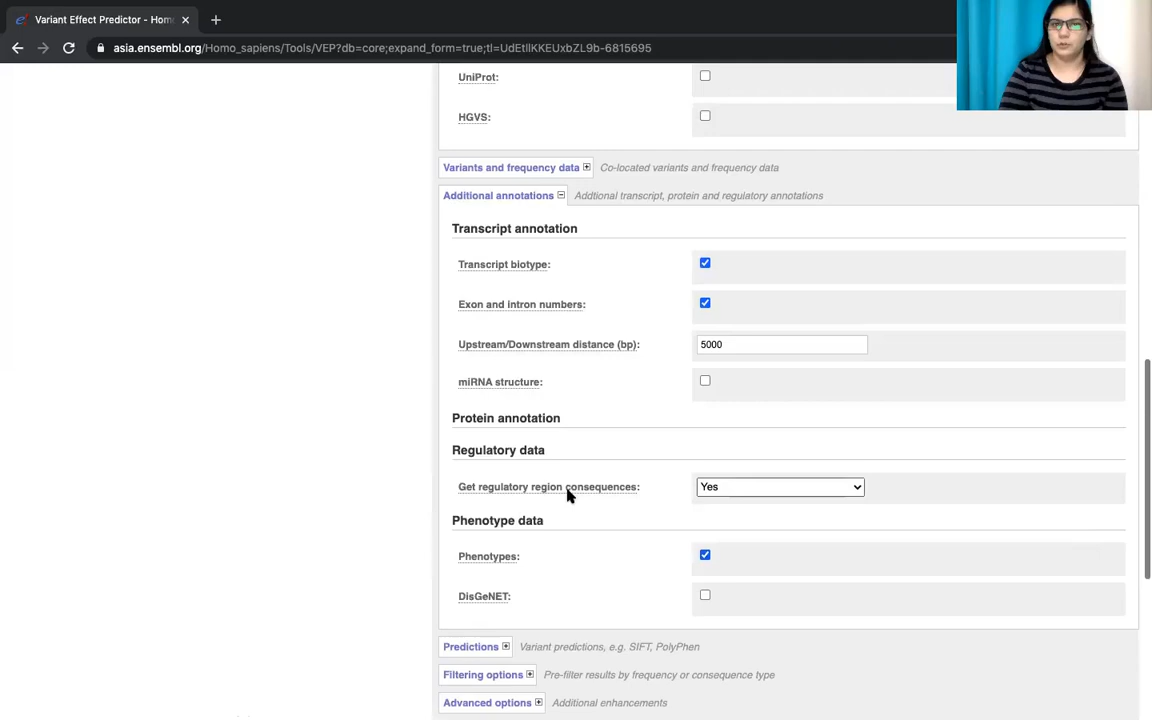 Variant Effect Predictor - Hom
asia.ensembl.org/Homo_sapiens/Tools/VEP?db=core;expand_form=true;tl=UdEtIlKKEUxbZL9b-6815695
UniProt:
HGVS:
Variants and frequency data Co-located variants and frequency data
Additional annotations Addtional transcript, protein and regulatory annotations
Transcript annotation
Transcript biotype:
Exon and intron numbers:
Upstream/Downstream distance (bp): 5000
miRNA structure:
Protein annotation
Regulatory data
Get regulatory region consequences: Yes
Phenotype data
Phenotypes:
DisGeNET:
Predictions Variant predictions, e.g. SIFT, PolyPhen
Filtering options Pre-filter results by frequency or consequence type
Advanced options Additional enhancements